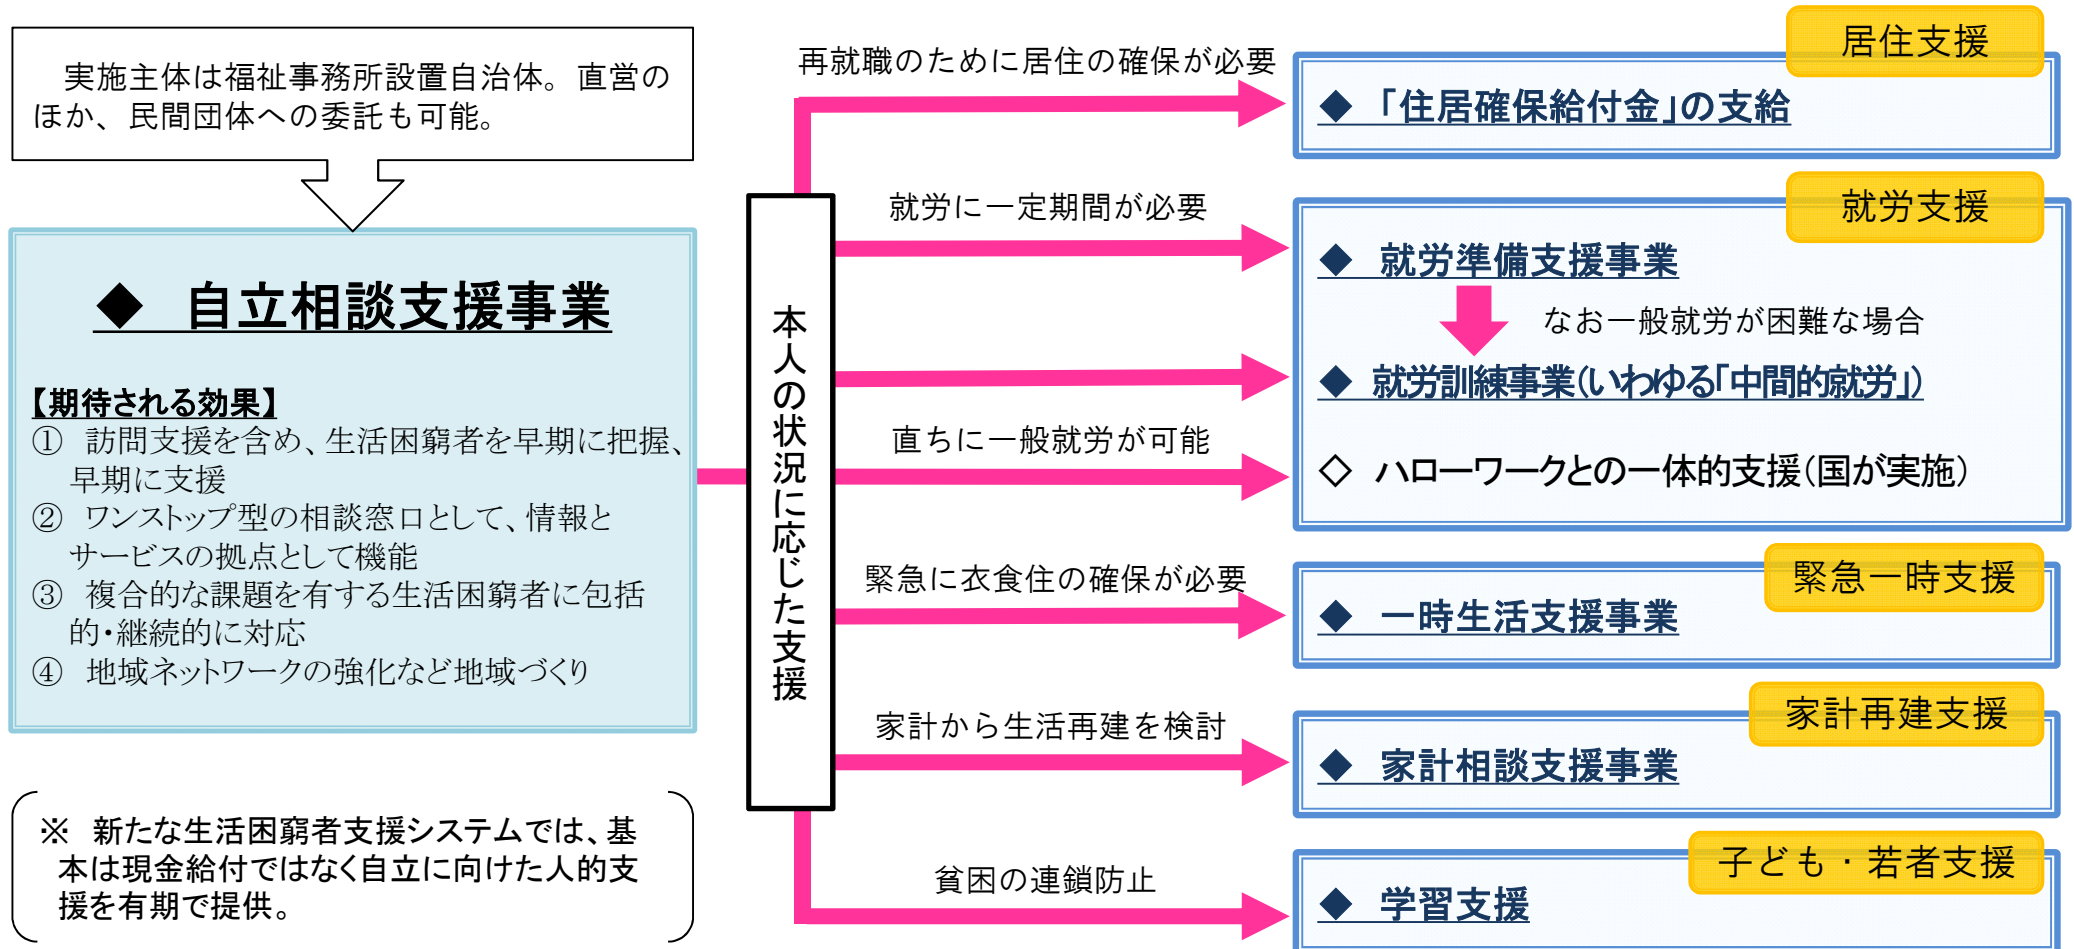 実施主体は福祉事務所設置自治体。直営の
ほか、民間団体への委託も可能。
◆ 自立相談支援事業
【期待される効果】
① 訪問支援を含め、生活困窮者を早期に把握、
早期に支援
② ワンストップ型の相談窓口として、情報と
サービスの拠点として機能
③ 複合的な課題を有する生活困窮者に包括
的・継続的に対応
④ 地域ネットワークの強化など地域づくり
※ 新たな生活困窮者支援システムでは、基
本は現金給付ではなく自立に向けた人的支
援を有期で提供。
本人の状況に応じた支援
再就職のために居住の確保が必要
居住支援
◆ 「住居確保給付金」の支給
就労に一定期間が必要
就労支援
◆ 就労準備支援事業
なお一般就労が困難な場合
◆ 就労訓練事業(いわゆる「中間的就労」)
直ちに一般就労が可能
◇ ハローワークとの一体的支援(国が実施)
緊急に衣食住の確保が必要
緊急一時支援
◆ 一時生活支援事業
家計から生活再建を検討
家計再建支援
◆ 家計相談支援事業
貧困の連鎖防止
子ども・若者支援
◆ 学習支援